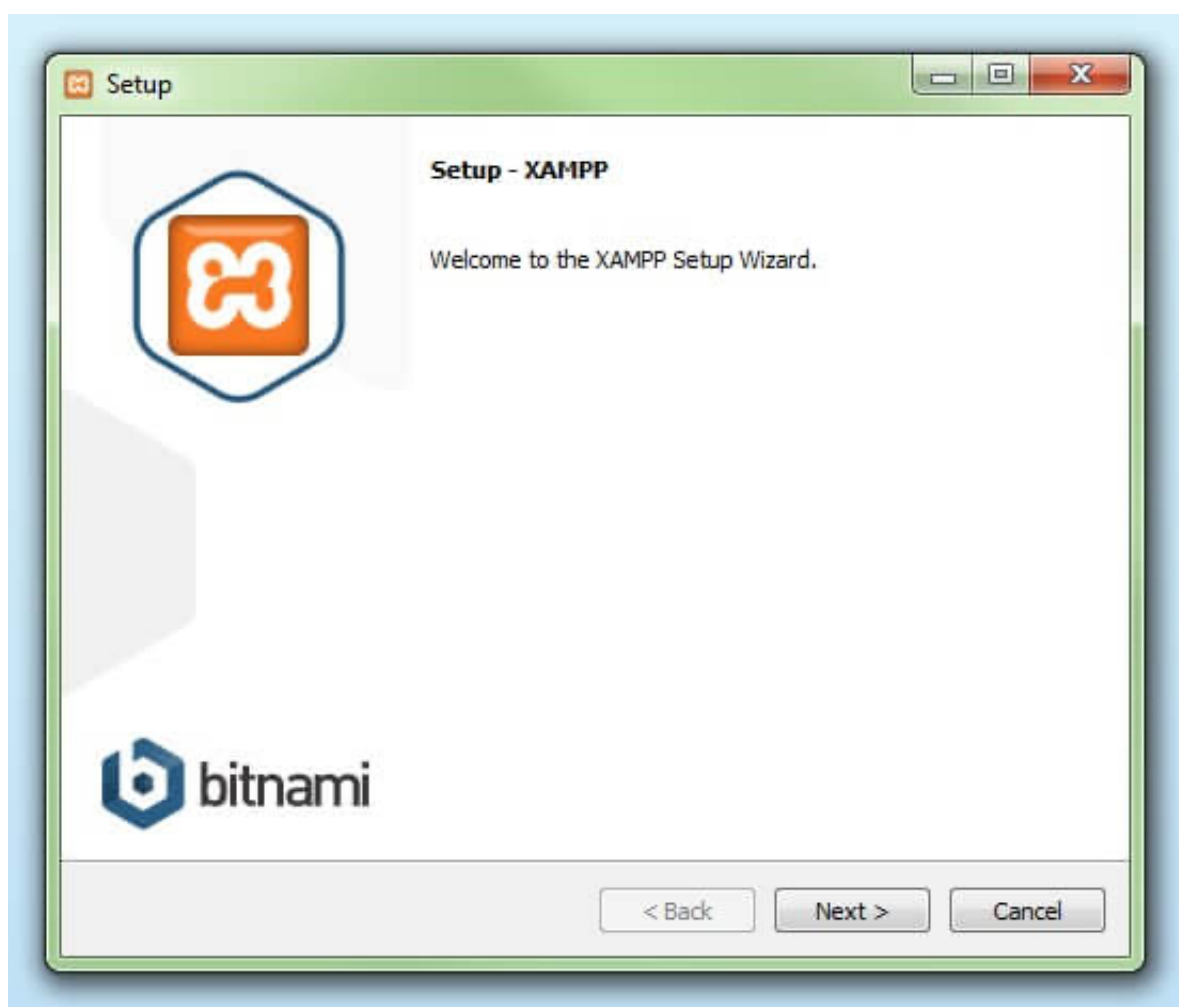 Setup
Setup - XAMPP
Welcome to the XAMPP Setup Wizard.
bitnami
< Back
Next >
Cancel